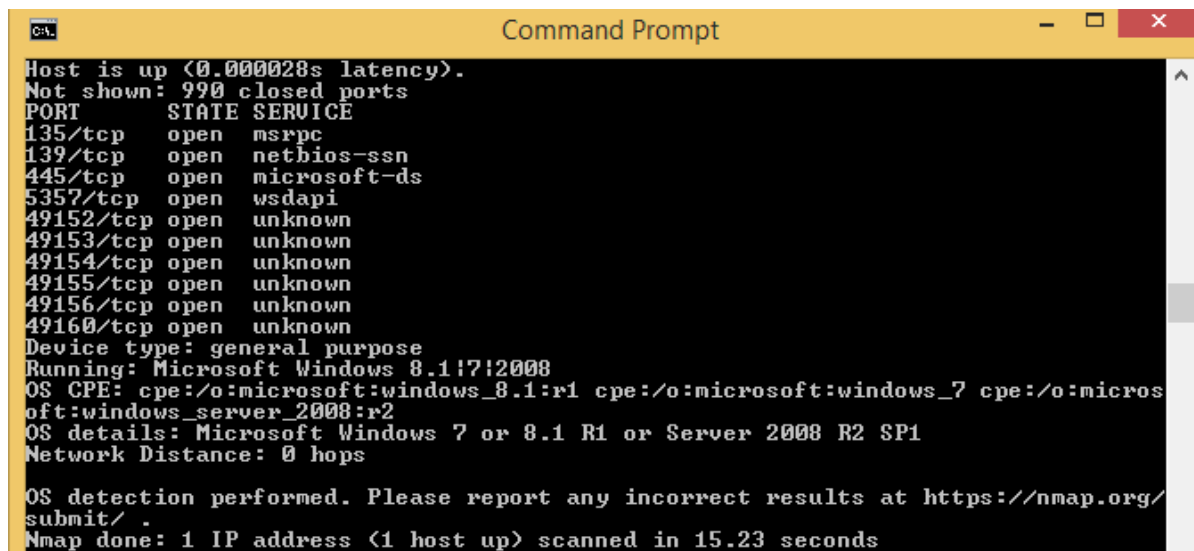 Command Prompt
Host is up (0.000028s latency).
Not shown: 990 closed ports
PORT STATE SERVICE
135/tcp open msrpc
139/tcp open netbios-ssn
445/tcp open microsoft-ds
5357/tcp open wsdapi
49152/tcp open unknown
49153/tcp open unknown
49154/tcp open unknown
49155/tcp open unknown
49156/tcp open unknown
49160/tcp open unknown
Device type: general purpose
Running: Microsoft Windows 8.1|7|2008
OS CPE: cpe:/o:microsoft:windows_8.1:r1 cpe:/o:microsoft:windows_7 cpe:/o:micros
oft:windows_server_2008:r2
OS details: Microsoft Windows 7 or 8.1 R1 or Server 2008 R2 SP1
Network Distance: 0 hops
OS detection performed. Please report any incorrect results at https://nmap.org/
submit/ .
Nmap done: 1 IP address (1 host up) scanned in 15.23 seconds